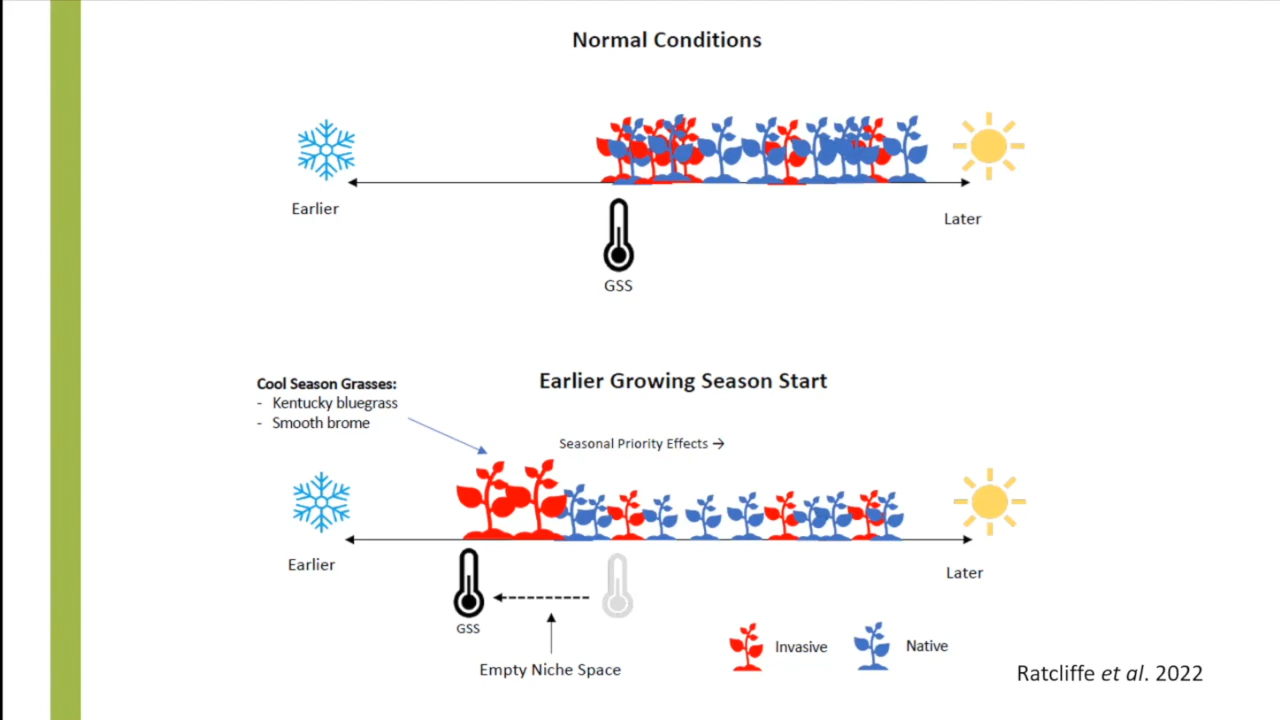 Normal Conditions
Earlier
Later
GSS
Cool Season Grasses:
- Kentucky bluegrass
- Smooth brome
Earlier Growing Season Start
Seasonal Priority Effects →
Earlier
Later
GSS
Empty Niche Space
Invasive
Native
Ratcliffe et al. 2022